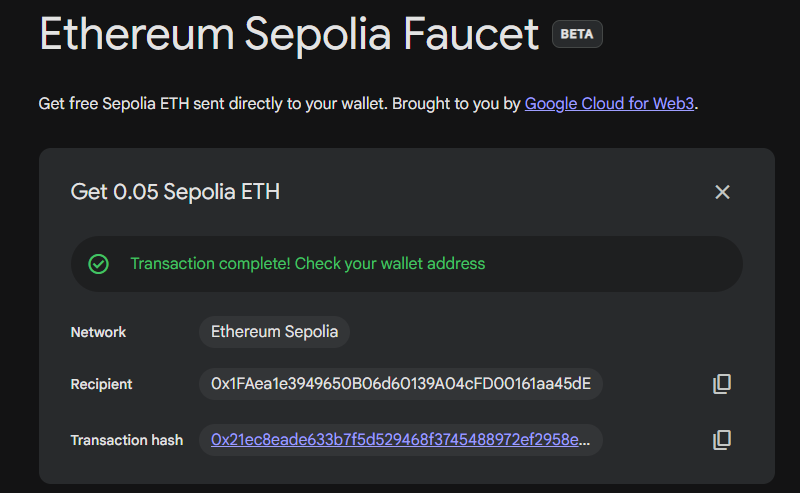 Ethereum Sepolia Faucet BETA
Get free Sepolia ETH sent directly to your wallet. Brought to you by Google Cloud for Web3.
Get 0.05 Sepolia ETH
Transaction complete! Check your wallet address
Network Ethereum Sepolia
Recipient 0x1FAea1e3949650B06d60139A04cFD00161aa45dE
Transaction hash 0x21ec8eade633b7f5d529468f3745488972ef2958e...